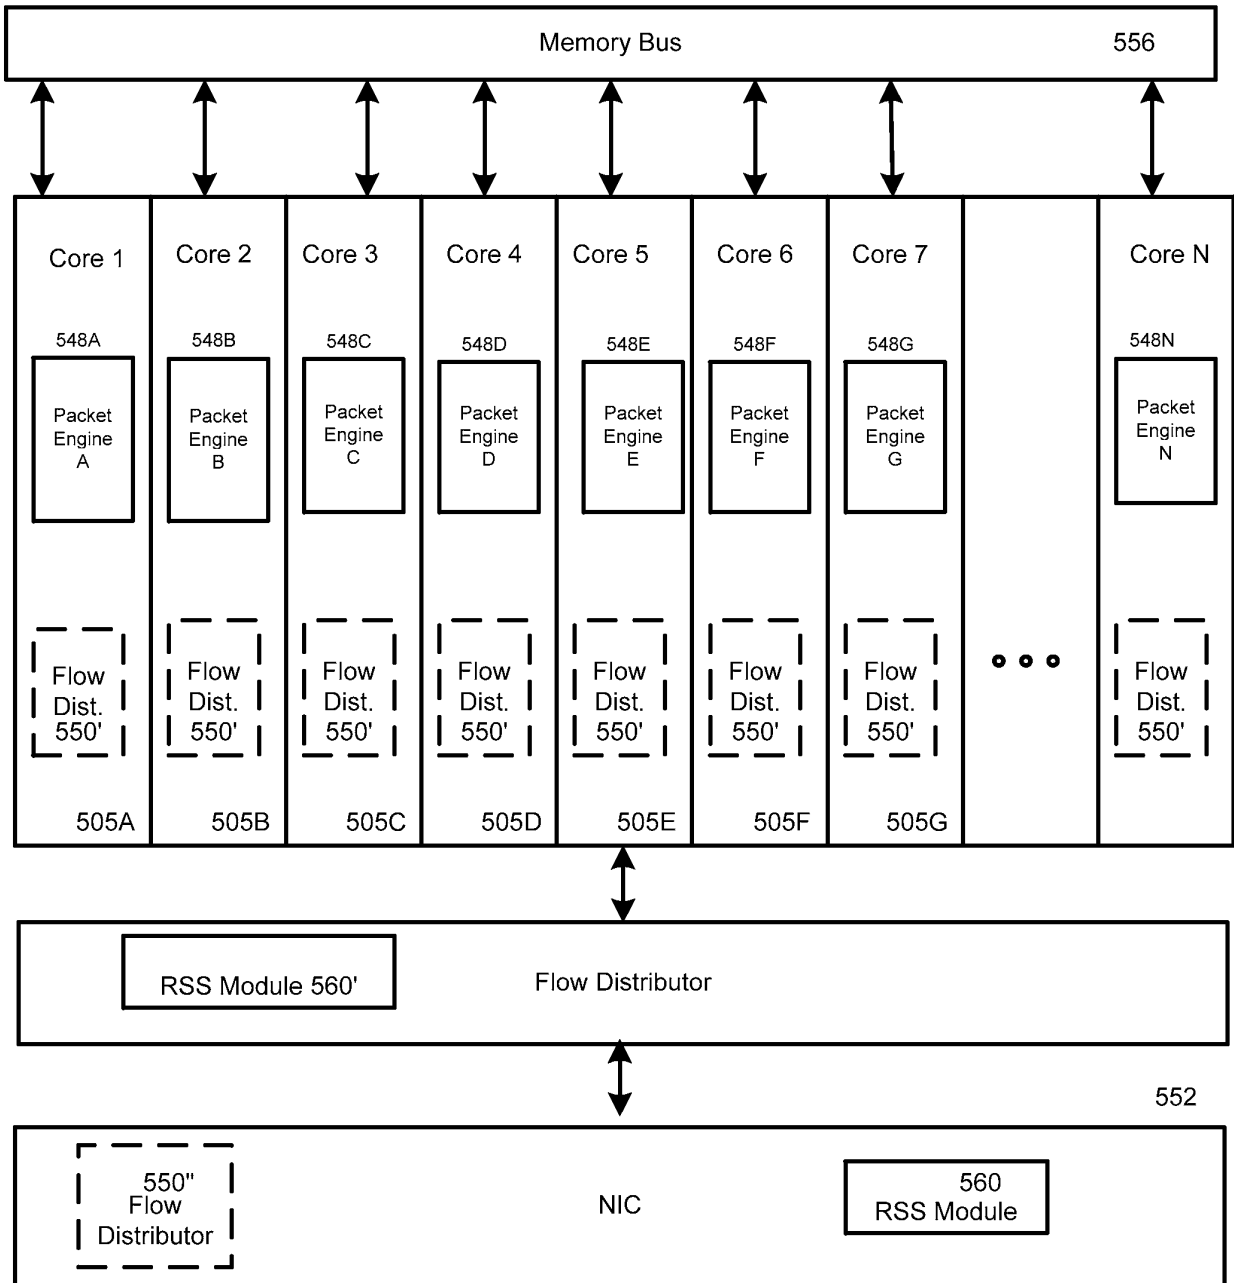 Memory Bus 556
Core 1 Core 2 Core 3 Core 4 Core 5 Core 6 Core 7 Core N
548A 548B 548C 548D 548E 548F 548G 548N
Packet Packet Packet Packet Packet Packet Packet Packet
Engine Engine Engine Engine Engine Engine Engine Engine
A B C D E F G N
Flow Flow Flow Flow Flow Flow Flow Flow
Dist. Dist. Dist. Dist. Dist. Dist. Dist. Dist.
550' 550' 550' 550' 550' 550' 550' 550'
505A 505B 505C 505D 505E 505F 505G
RSS Module 560' Flow Distributor
552
550" 560
Flow NIC RSS Module
Distributor